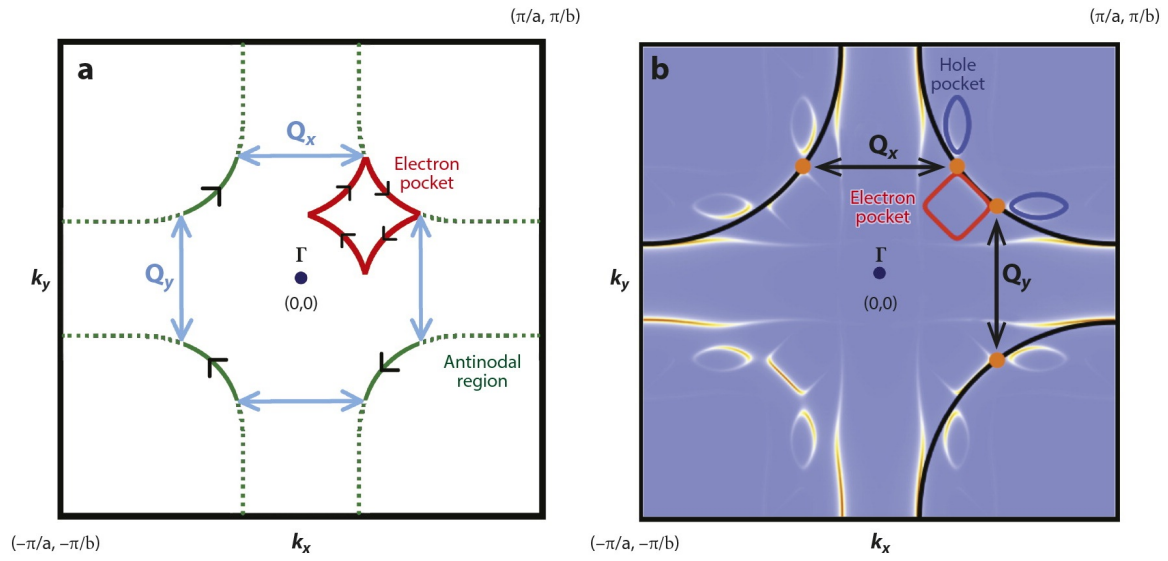 (π/a, π/b)
(π/a, π/b)
a
b
Hole
pocket
Qx
Electron
pocket
Qx
Electron
pocket
Γ
Γ
ky
Qy
(0,0)
ky
(0,0)
Qy
Antinodal
region
(–π/a, –π/b)
kx
(–π/a, –π/b)
kx